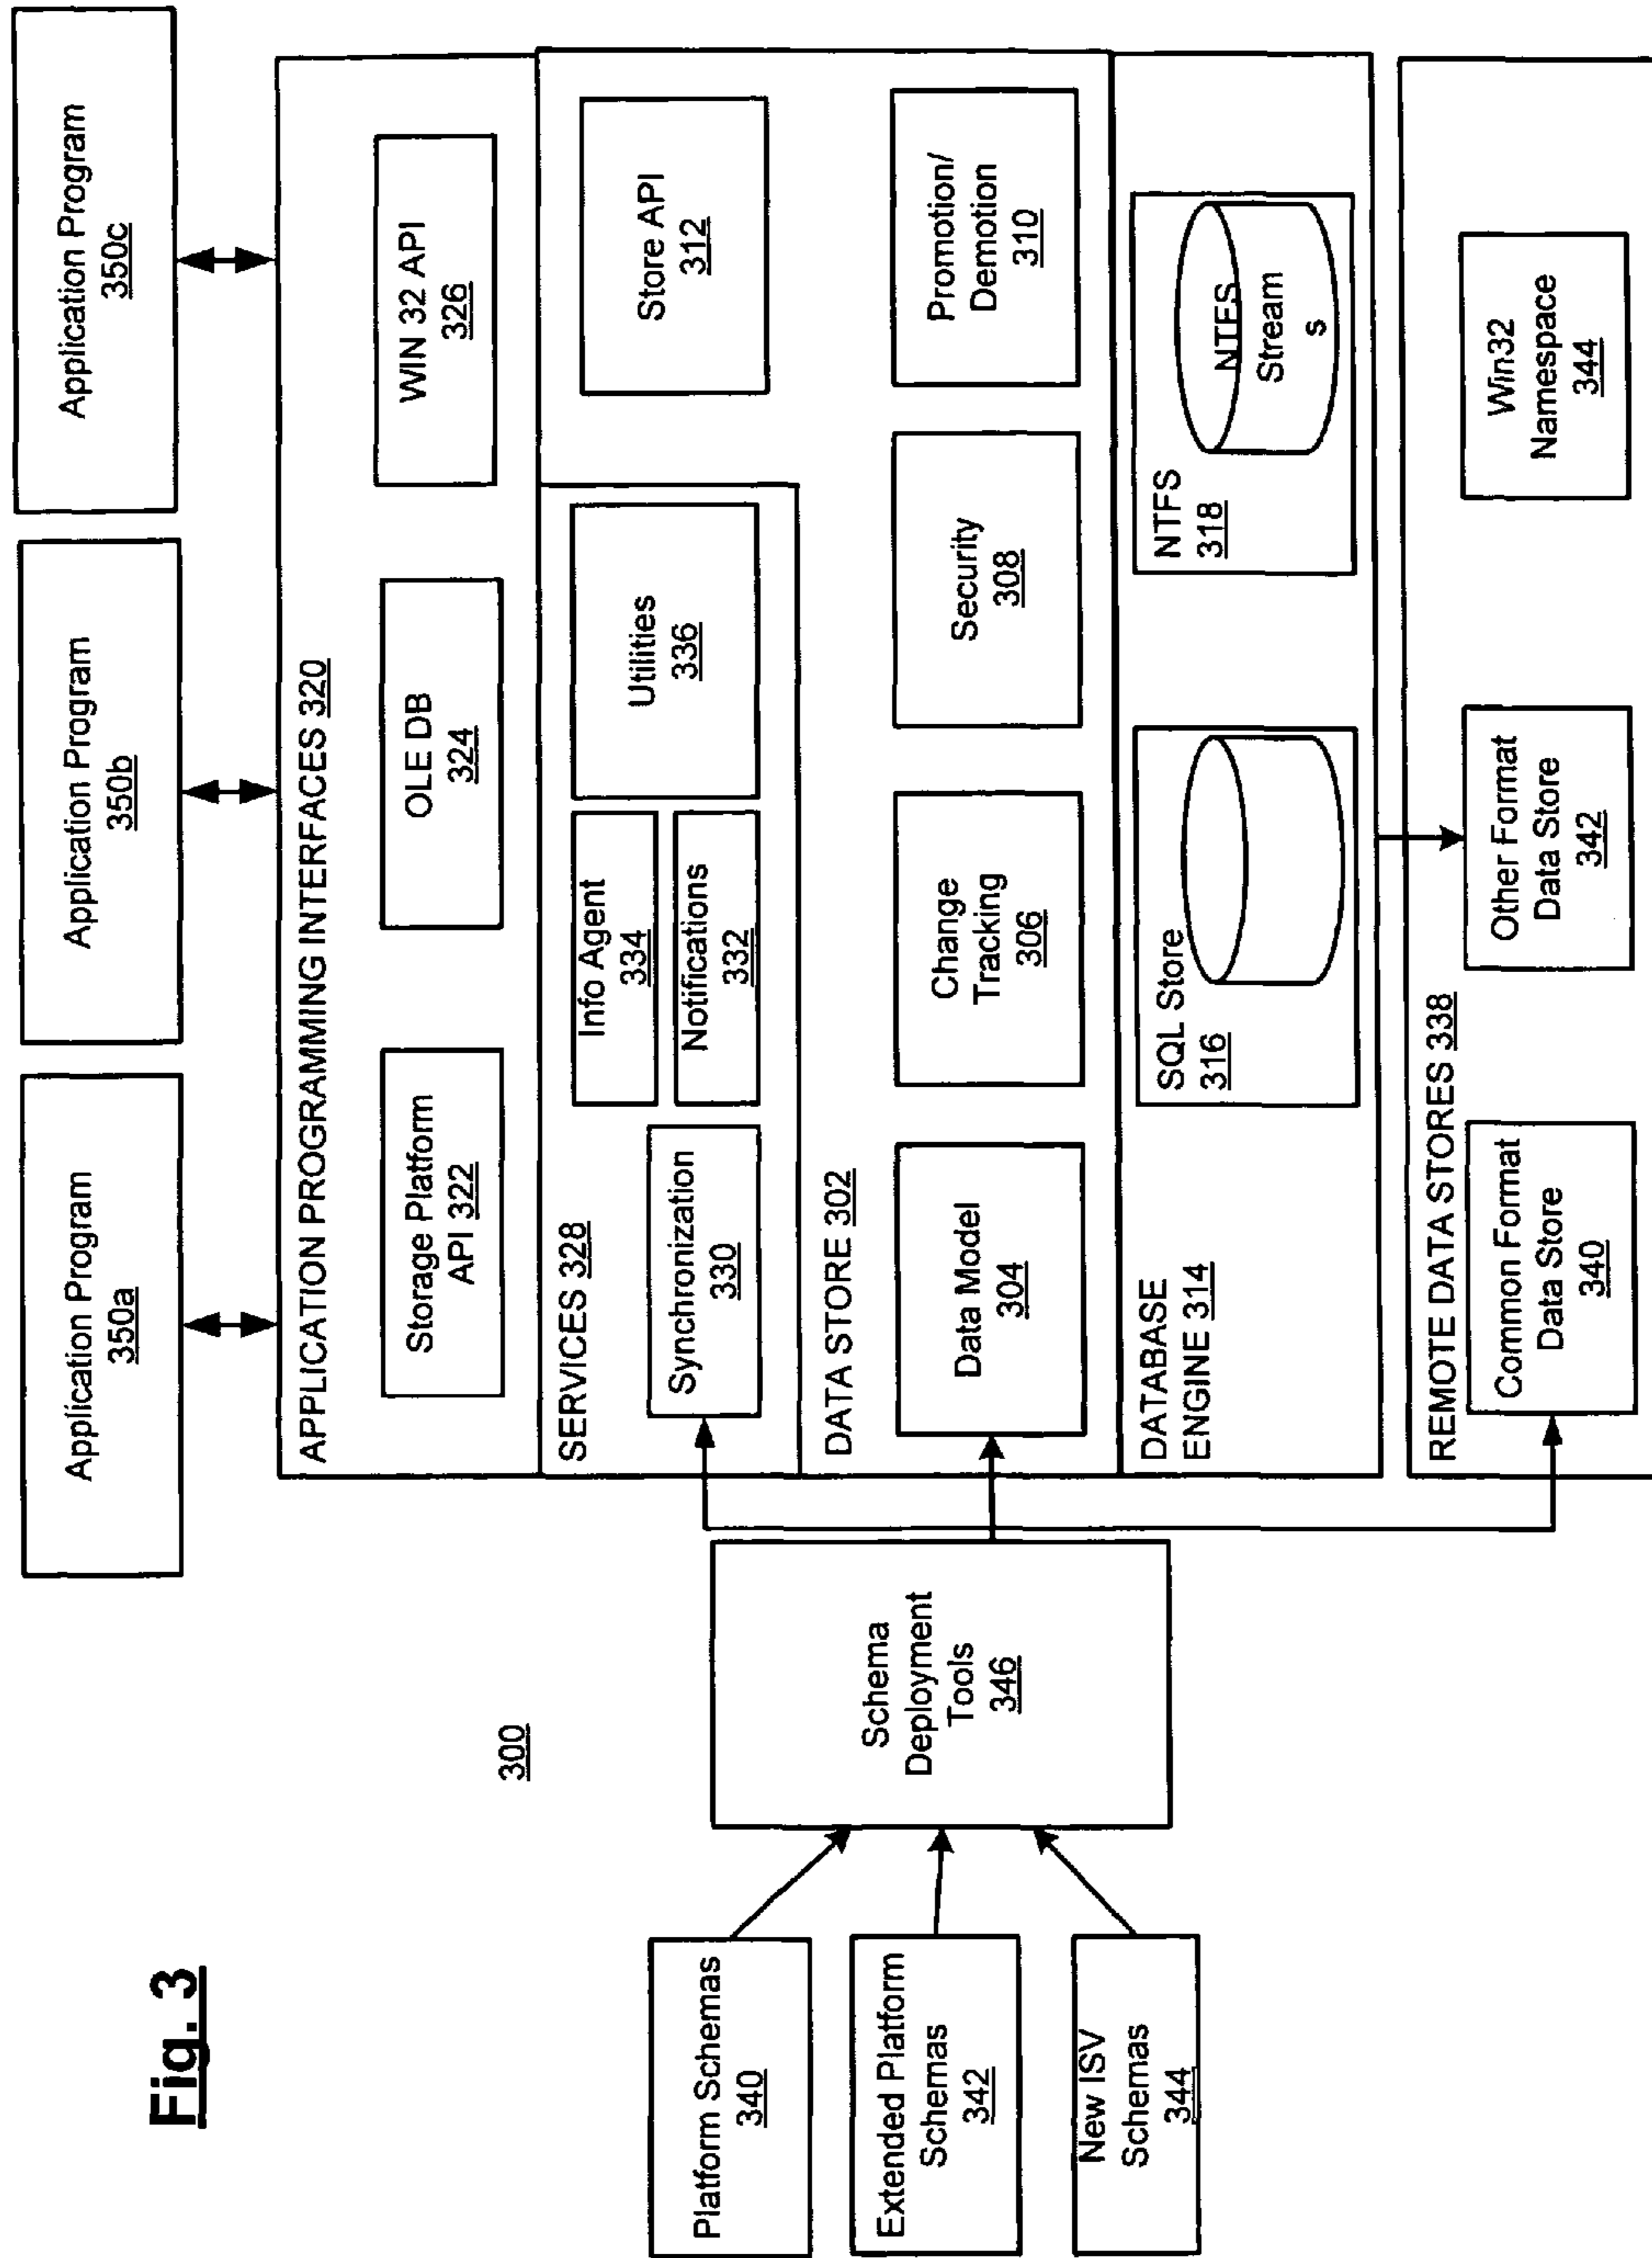 Fig. 3
300
Application Program
350a
Application Program
350b
Application Program
350c
APPLICATION PROGRAMMING INTERFACES 320
Storage Platform
API 322
OLE DB
324
WIN 32 API
326
SERVICES 328
Synchronization
330
Info Agent
334
Notifications
332
Utilities
336
Store API
312
DATA STORE 302
Data Model
304
Change
Tracking
306
Security
308
Promotion/
Demotion
310
DATABASE
ENGINE 314
SQL Store
316
NTFS
318
NTFS
Stream
s
REMOTE DATA STORES 338
Common Format
Data Store
340
Other Format
Data Store
342
Win32
Namespace
344
Platform Schemas
340
Extended Platform
Schemas
342
New ISV
Schemas
344
Schema
Deployment
Tools
346